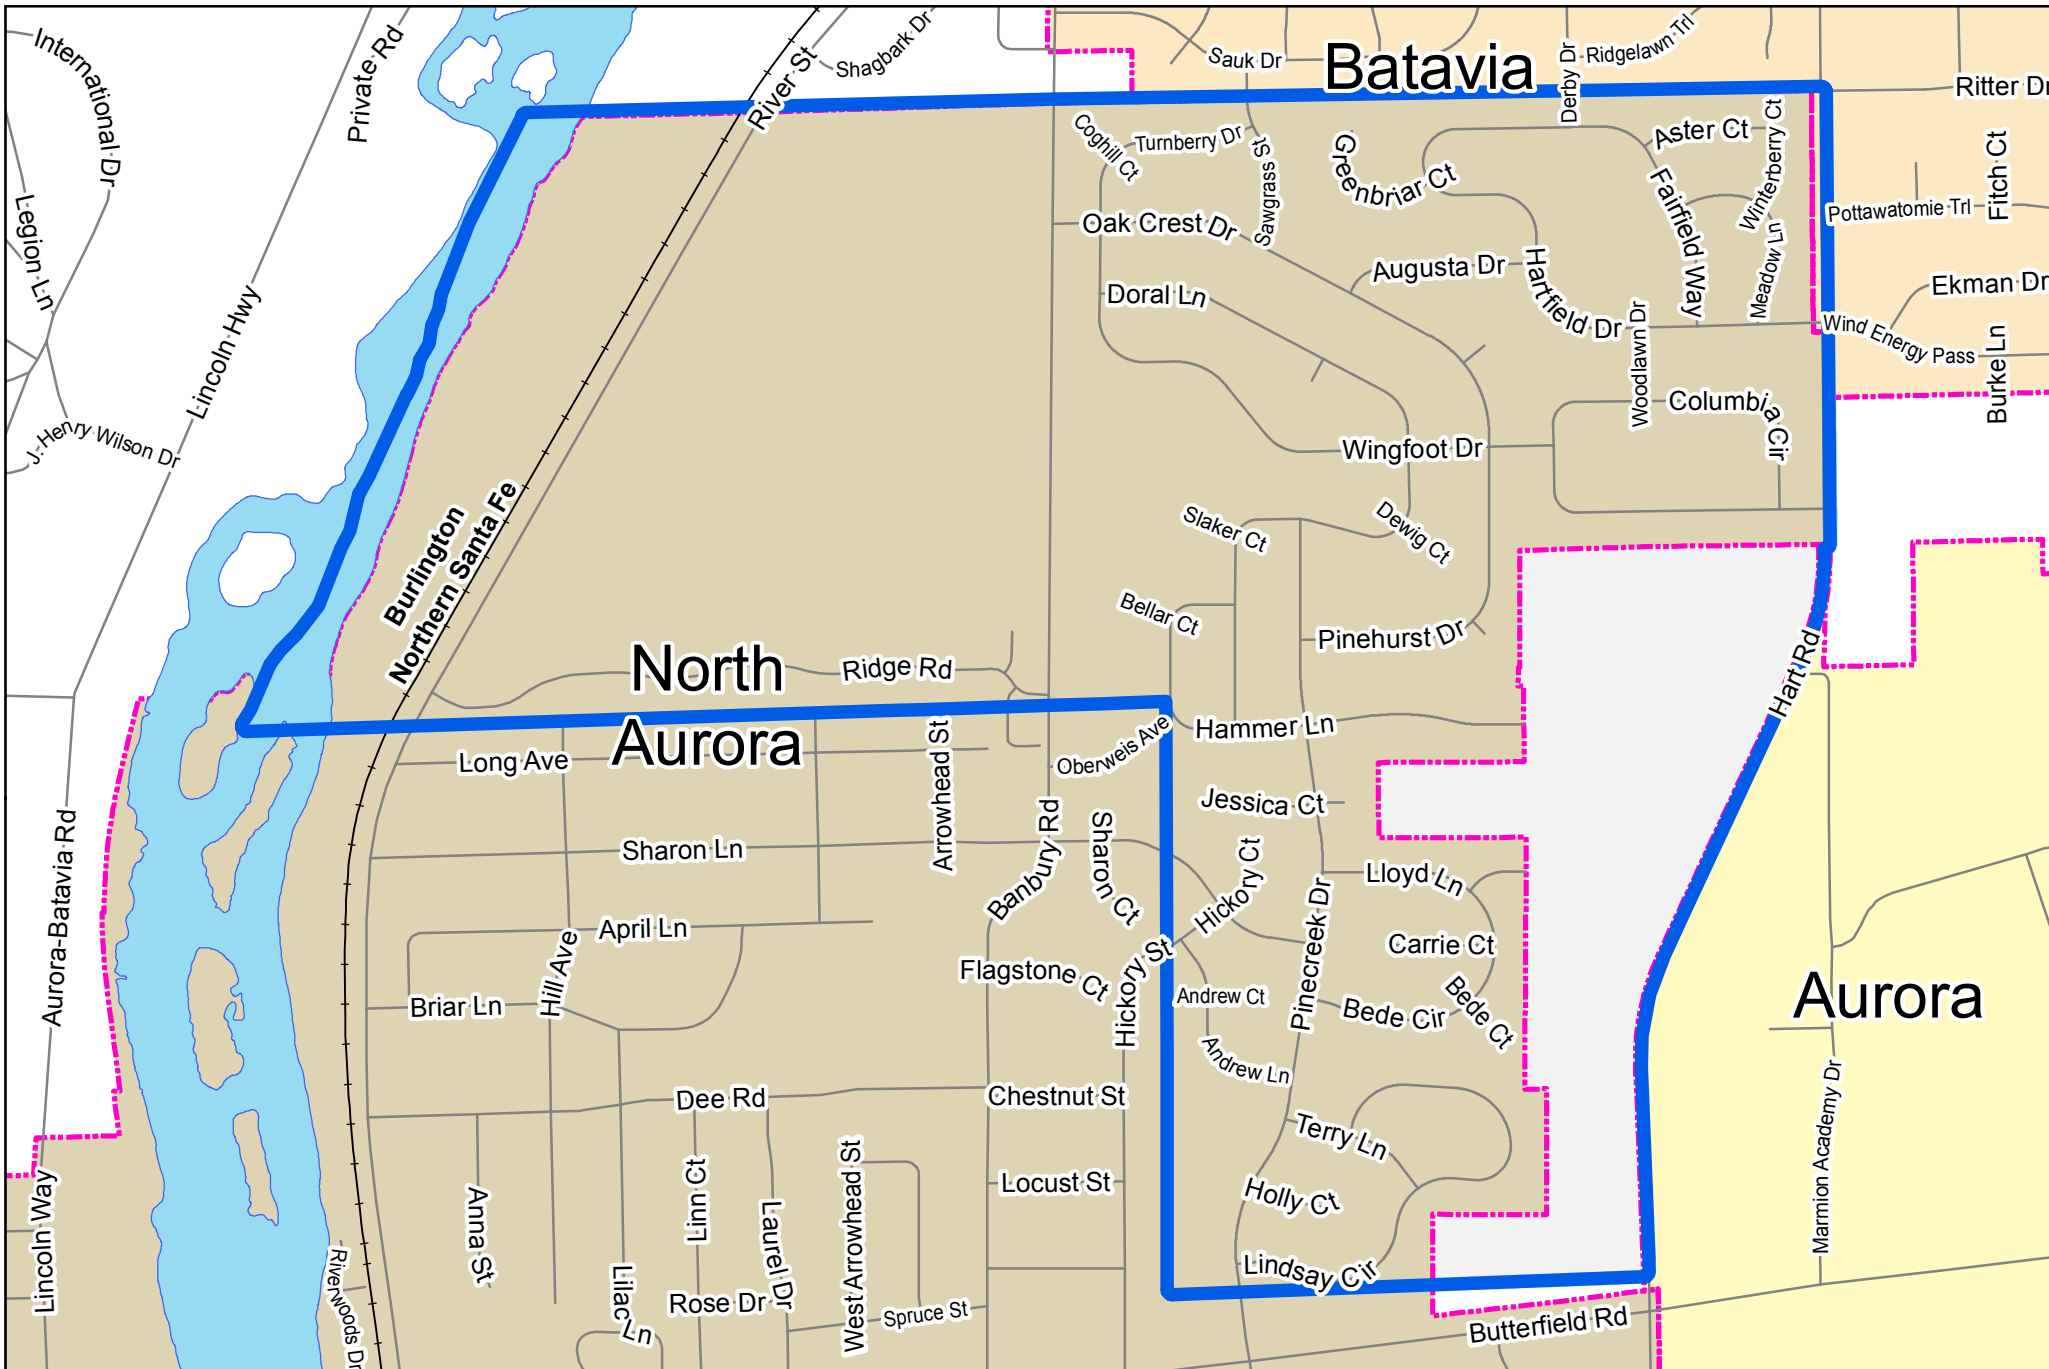 International Dr
Private Rd
River St
Shagbark Dr
Sauk Dr
Batavia
Derby Dr
Ridgelawn Trl
Ritter Dr
Legion Ln
Coghill Ct
Turnberry Dr
Sawgrass St
Greenbriar Ct
Aster Ct
Winterberry Ct
Fitch Ct
Fairfield Way
Pottawatomie Trl
Oak Crest Dr
Augusta Dr
Hartfield Dr
Meadow Ln
Ekman Dr
Doral Ln
Lincoln Hwy
Woodlawn Dr
Wind Energy Pass
Burke Ln
Columbia Cir
J. Henry Wilson Dr
Wingfoot Dr
Burlington
Northern Santa Fe
Slaker Ct
Dewig Ct
Bellar Ct
Pinehurst Dr
North
Aurora
Ridge Rd
Hart Rd
Hammer Ln
Oberweis Ave
Long Ave
Arrowhead St
Jessica Ct
Aurora-Batavia Rd
Sharon Ln
Banbury Rd
Sharon Ct
Hickory Ct
Lloyd Ln
April Ln
Hill Ave
Flagstone Ct
Hickory St
Pinecreek Dr
Carrie Ct
Aurora
Briar Ln
Andrew Ct
Bede Cir
Bede Ct
Andrew Ln
Dee Rd
Chestnut St
Terry Ln
Marmion Academy Dr
Lincoln Way
Anna St
Linn Ct
Laurel Dr
West Arrowhead St
Locust St
Holly Ct
Riverwoods Dr
Lilac Ln
Rose Dr
Spruce St
Lindsay Cir
Butterfield Rd